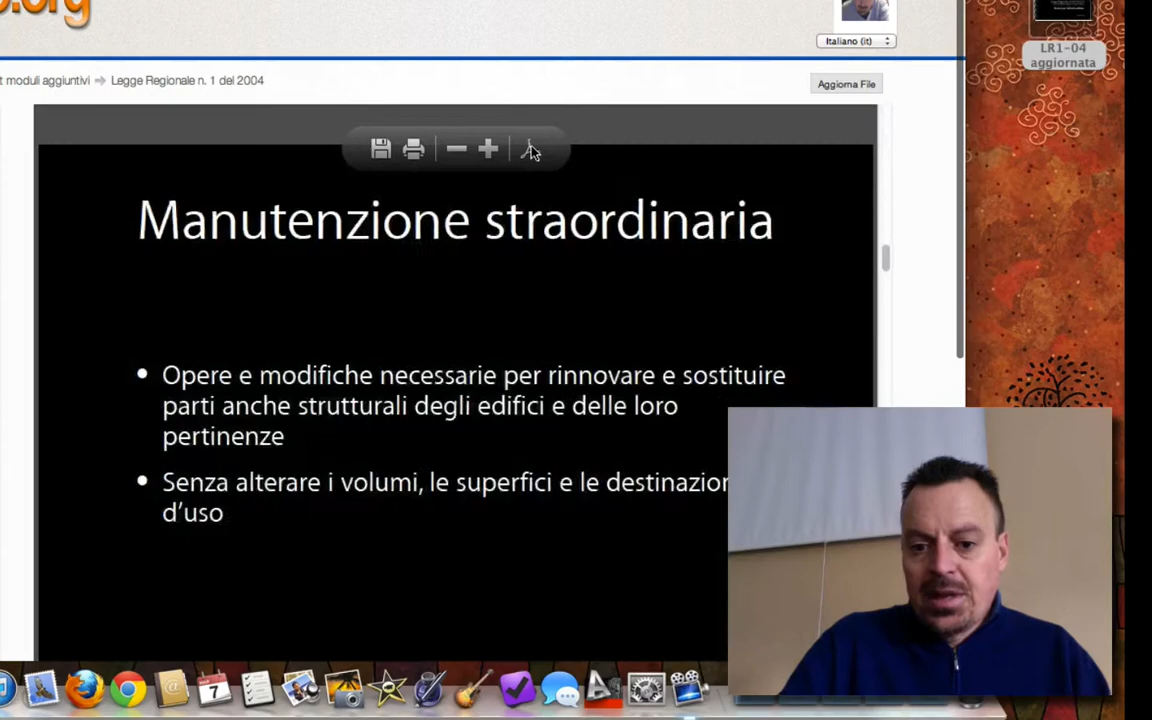 .org
Italiano (it)
LR1-04
aggiornata
t moduli aggiuntivi → Legge Regionale n. 1 del 2004
Aggiorna File
Manutenzione straordinaria
• Opere e modifiche necessarie per rinnovare e sostituire
parti anche strutturali degli edifici e delle loro
pertinenze
• Senza alterare i volumi, le superfici e le destinazion
d'uso
7